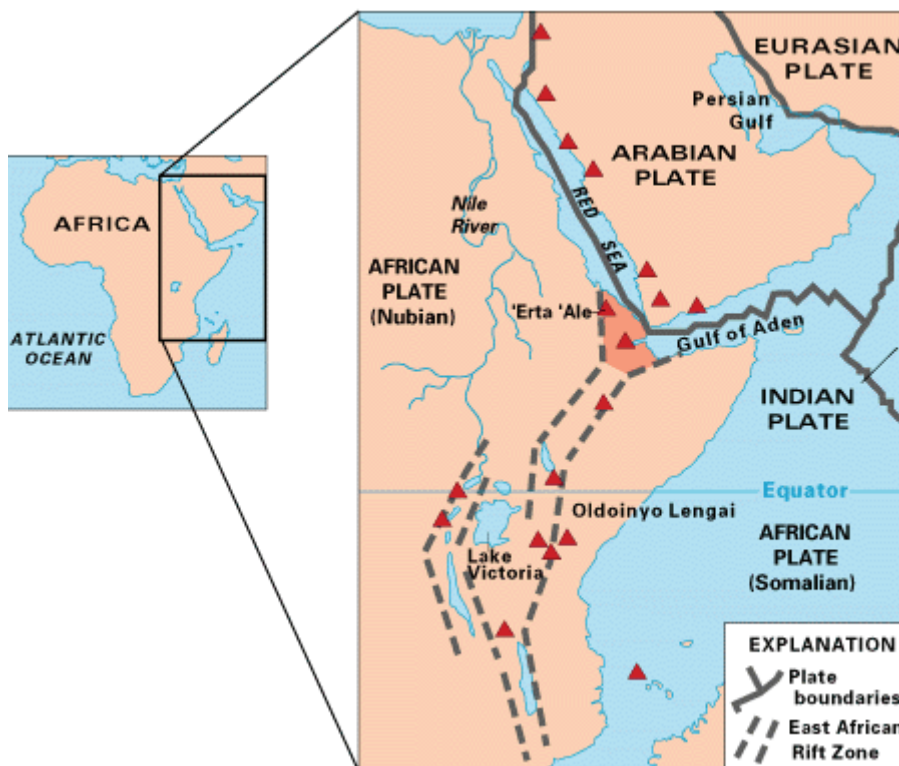 AFRICA
ATLANTIC
OCEAN
EURASIAN
PLATE
Persian
Gulf
ARABIAN
PLATE
RED
SEA
Nile
River
AFRICAN
PLATE
(Nubian)
'Erta 'Ale
Gulf of Aden
INDIAN
PLATE
Equator
Oldoinyo Lengai
Lake
Victoria
AFRICAN
PLATE
(Somalian)
EXPLANATION
Plate
boundaries
East African
Rift Zone